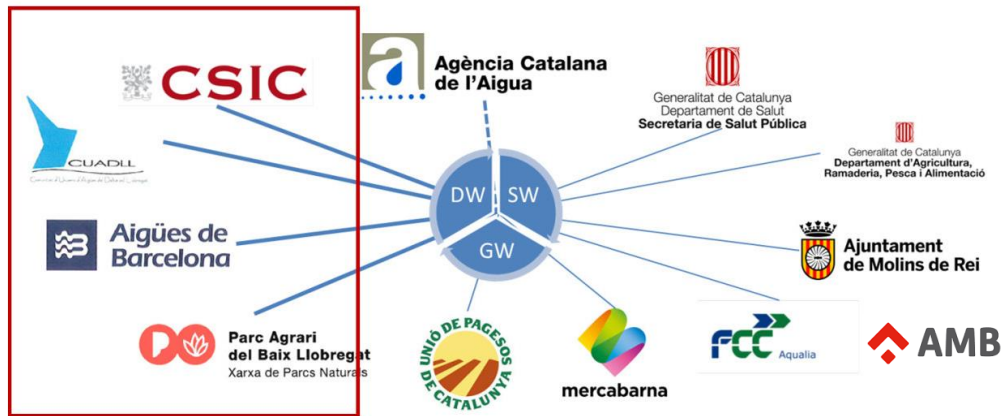 CSIC
CUADLL
Aigües de
Barcelona
Parc Agrari
del Baix Llobregat
Xarxa de Parcs Naturals
a
Agència Catalana
de l'Aigua
DW
SW
GW
Generalitat de Catalunya
Departament de Salut
Secretaria de Salut Pública
Generalitat de Catalunya
Departament d'Agricultura,
Ramaderia, Pesca i Alimentació
Ajuntament
de Molins de Rei
UNIÓ DE PAGESOS
DE CATALUNYA
mercabarna
FCC
Aqualia
AMB